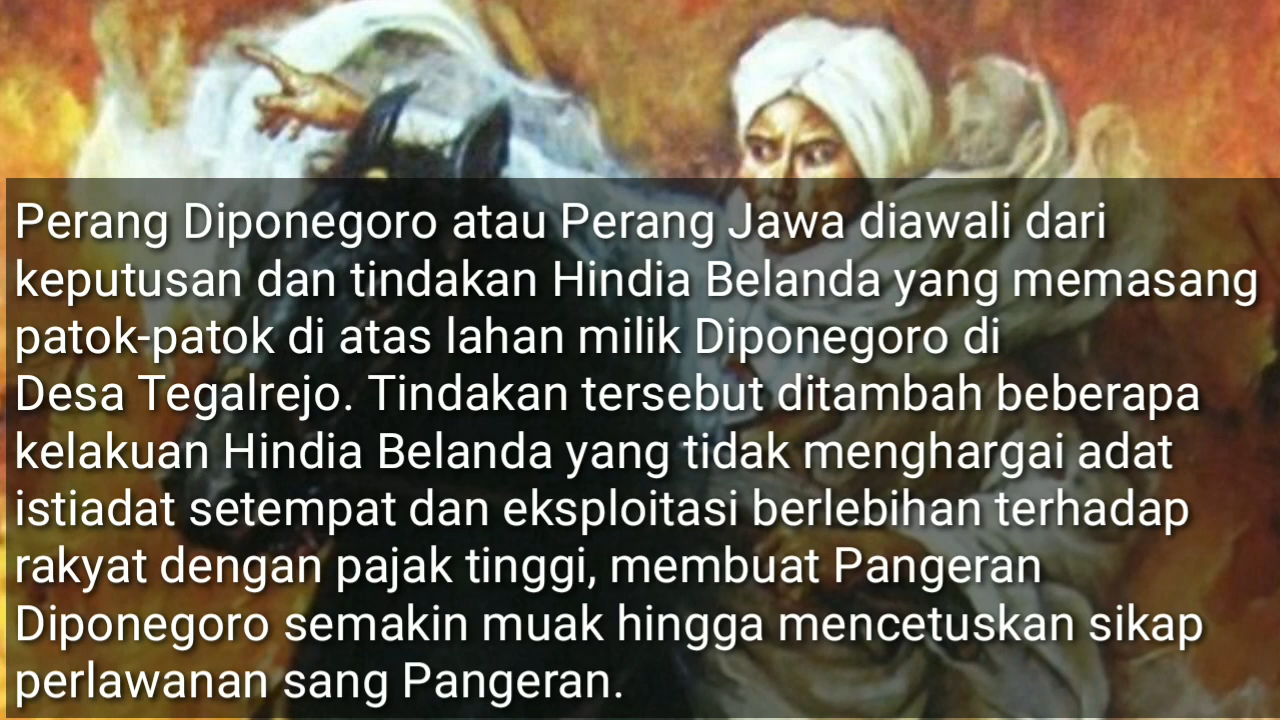 Perang Diponegoro atau Perang Jawa diawali dari
keputusan dan tindakan Hindia Belanda yang memasang
patok-patok di atas lahan milik Diponegoro di
Desa Tegalrejo. Tindakan tersebut ditambah beberapa
kelakuan Hindia Belanda yang tidak menghargai adat
istiadat setempat dan eksploitasi berlebihan terhadap
rakyat dengan pajak tinggi, membuat Pangeran
Diponegoro semakin muak hingga mencetuskan sikap
perlawanan sang Pangeran.